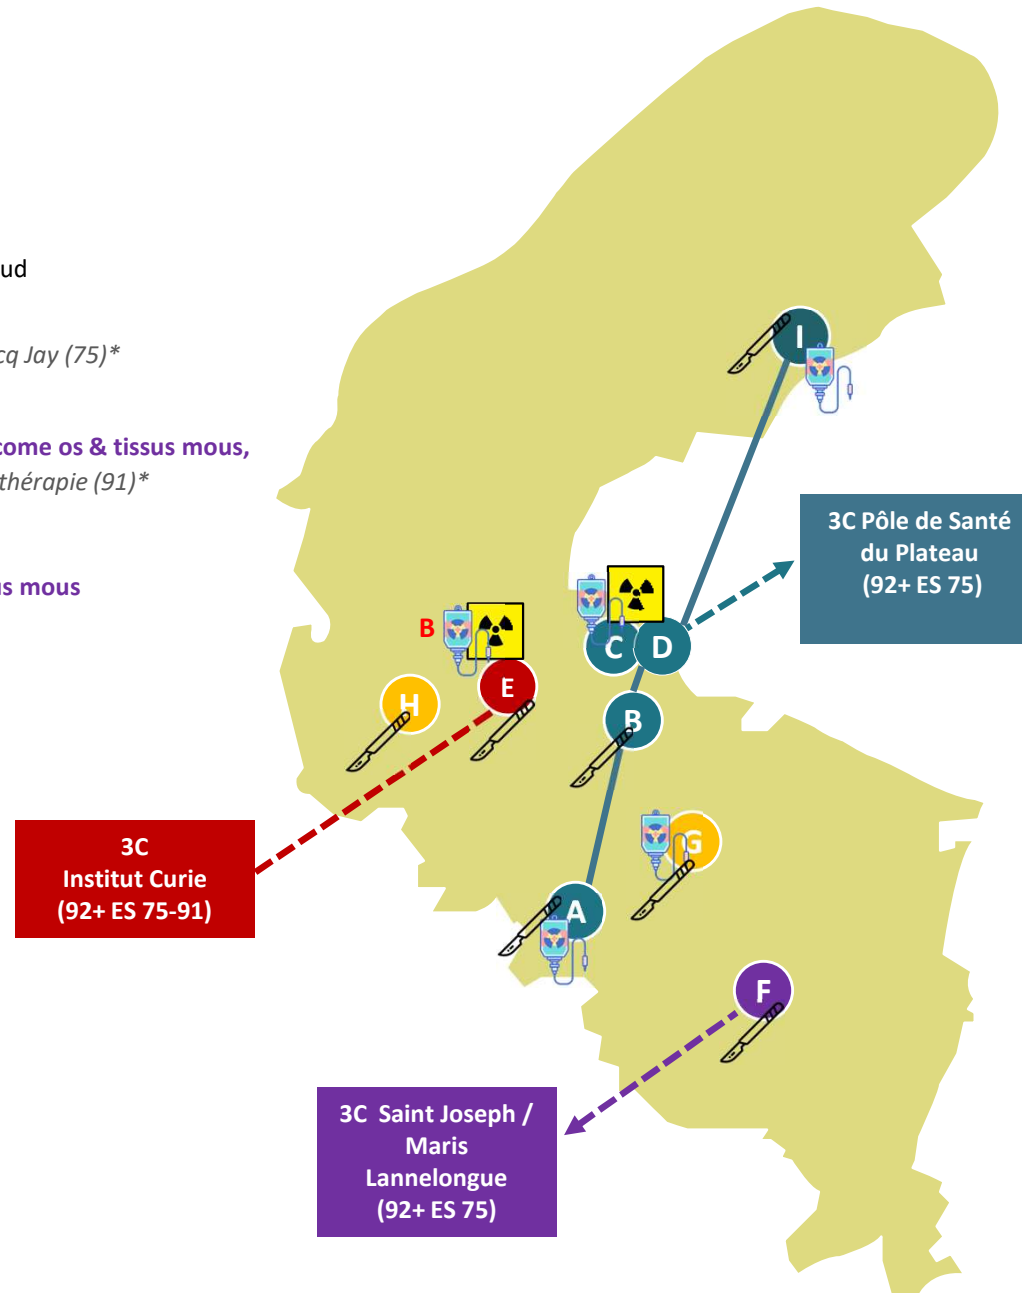 ud
cq Jay (75)*
come os & tissus mous,
thérapie (91)*
us mous
I
3C Pôle de Santé
du Plateau
(92+ ES 75)
B
C
D
E
H
B
G
3C
Institut Curie
(92+ ES 75-91)
A
F
3C Saint Joseph /
Maris
Lannelongue
(92+ ES 75)